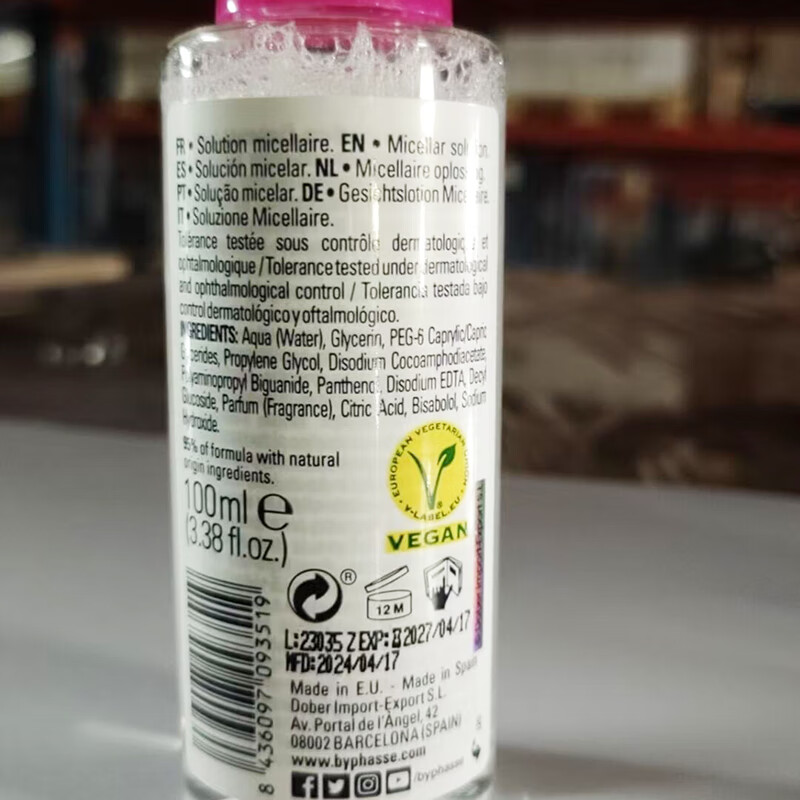 FR • Solution micellaire. EN • Micellar solution.
ES • Solución micelar. NL • Micellaire oplossing.
PT • Solução micelar. DE • Gesichtslotion Micellaire.
IT • Soluzione Micellaire.
Tolérance testée sous contrôle dermatologique et
ophtalmologique / Tolerance tested under dermatological
and ophthalmological control / Tolerancia testada bajo
control dermatológico y oftalmológico.
INGREDIENTS: Aqua (Water), Glycerin, PEG-6 Caprylic/Capric
Glycerides, Propylene Glycol, Disodium Cocoamphodiacetate,
Polyaminopropyl Biguanide, Panthenol, Disodium EDTA, Decyl
Glucoside, Parfum (Fragrance), Citric Acid, Bisabolol, Sodium
Hydroxide.
95% of formula with natural
origin ingredients.
100ml e
(3.38 fl.oz.)
EUROPEAN VEGETARIAN UNION
V-LABEL.EU
VEGAN
®
12 M
L:23035 Z EXP: 2027/04/17
MFD:2024/04/17
8 436097 093519
Made in E.U. - Made in Spain
Dober Import-Export S.L.
Av. Portal de l'Àngel, 42
08002 BARCELONA (SPAIN)
www.byphasse.com
/byphasse
Dober Import-Export S.L.